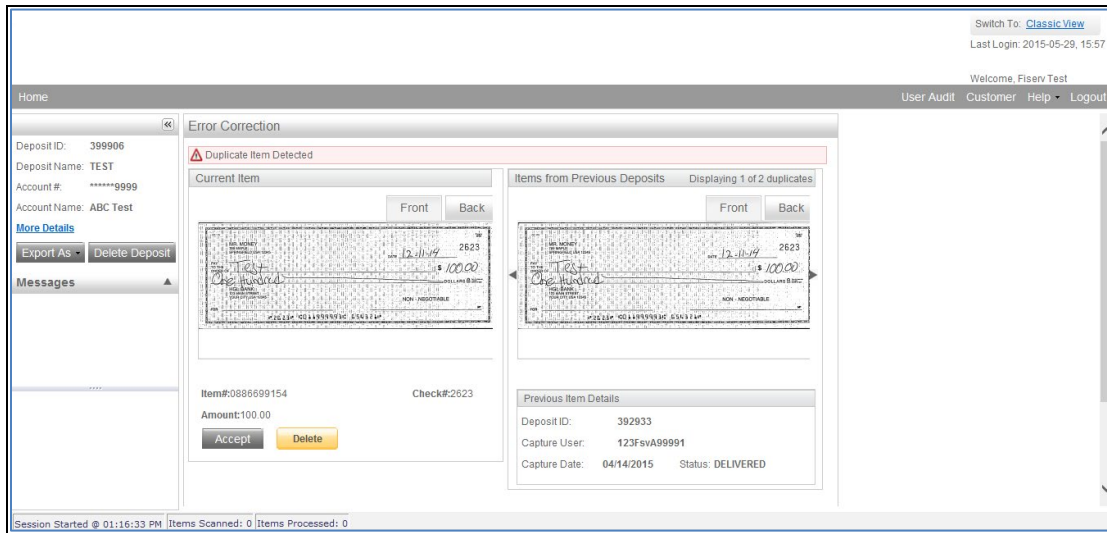 Switch To: Classic View
Last Login: 2015-05-29, 15:57
Welcome, Fiserv Test
Home User Audit Customer Help Logout
Deposit ID: 399906
Deposit Name: TEST
Account #: ******9999
Account Name: ABC Test
More Details
Export As Delete Deposit
Messages
Error Correction
Duplicate Item Detected
Current Item
Front Back
MR. MONEY
2623
DATE 12-11-14
Test
$ 100.00
One Hundred
DOLLARS
NON - NEGOTIABLE
Item#:0886699154 Check#:2623
Amount:100.00
Accept Delete
Items from Previous Deposits Displaying 1 of 2 duplicates
Front Back
MR. MONEY
2623
DATE 12-11-14
Test
$ 100.00
One Hundred
DOLLARS
NON - NEGOTIABLE
Previous Item Details
Deposit ID: 392933
Capture User: 123FsvA99991
Capture Date: 04/14/2015 Status: DELIVERED
Session Started @ 01:16:33 PM Items Scanned: 0 Items Processed: 0